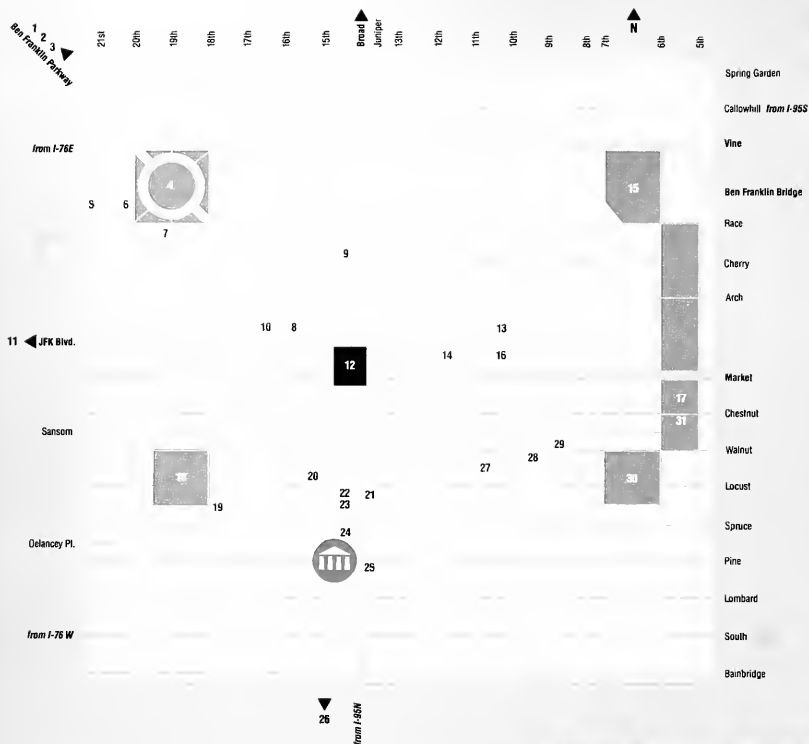 1
2
3
Ben Franklin Parkway
21st
20th
19th
18th
17th
16th
15th
Broad
Juniper
13th
12th
11th
10th
9th
8th
7th
N
6th
5th
Spring Garden
Callowhill from I-95S
from I-76E
Vine
4
15
Ben Franklin Bridge
5
6
Race
7
9
Cherry
Arch
10
8
13
11
JFK Blvd.
12
14
16
Market
17
Chestnut
Sansom
31
29
Walnut
28
20
27
18
30
22
21
Locust
23
19
24
Spruce
Delancey Pl.
25
Pine
Lombard
from I-76 W
South
Bainbridge
26
from I-95N